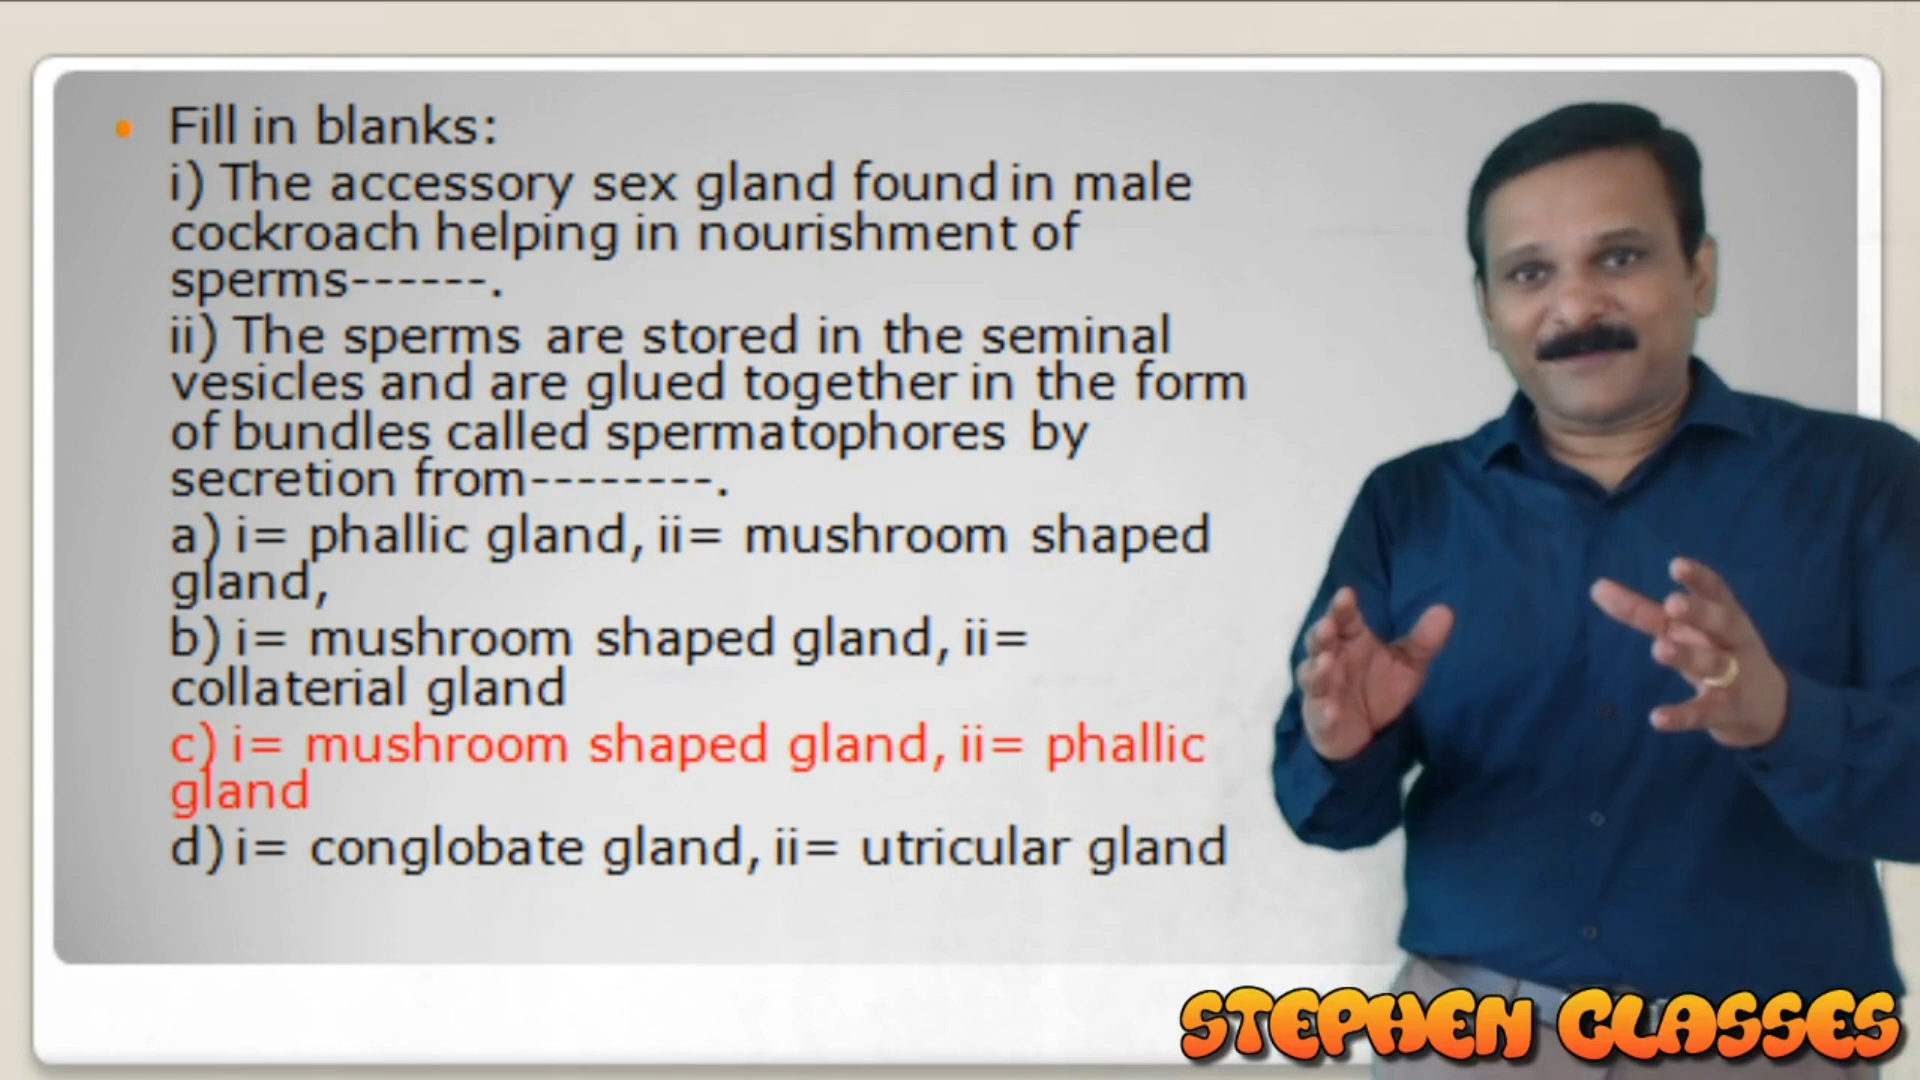 Fill in blanks:
i) The accessory sex gland found in male
cockroach helping in nourishment of
sperms------.
ii) The sperms are stored in the seminal
vesicles and are glued together in the form
of bundles called spermatophores by
secretion from--------.
a) i= phallic gland, ii= mushroom shaped
gland,
b) i= mushroom shaped gland, ii=
collaterial gland
c) i= mushroom shaped gland, ii= phallic
gland
d) i= conglobate gland, ii= utricular gland
STEPHEN CLASSES